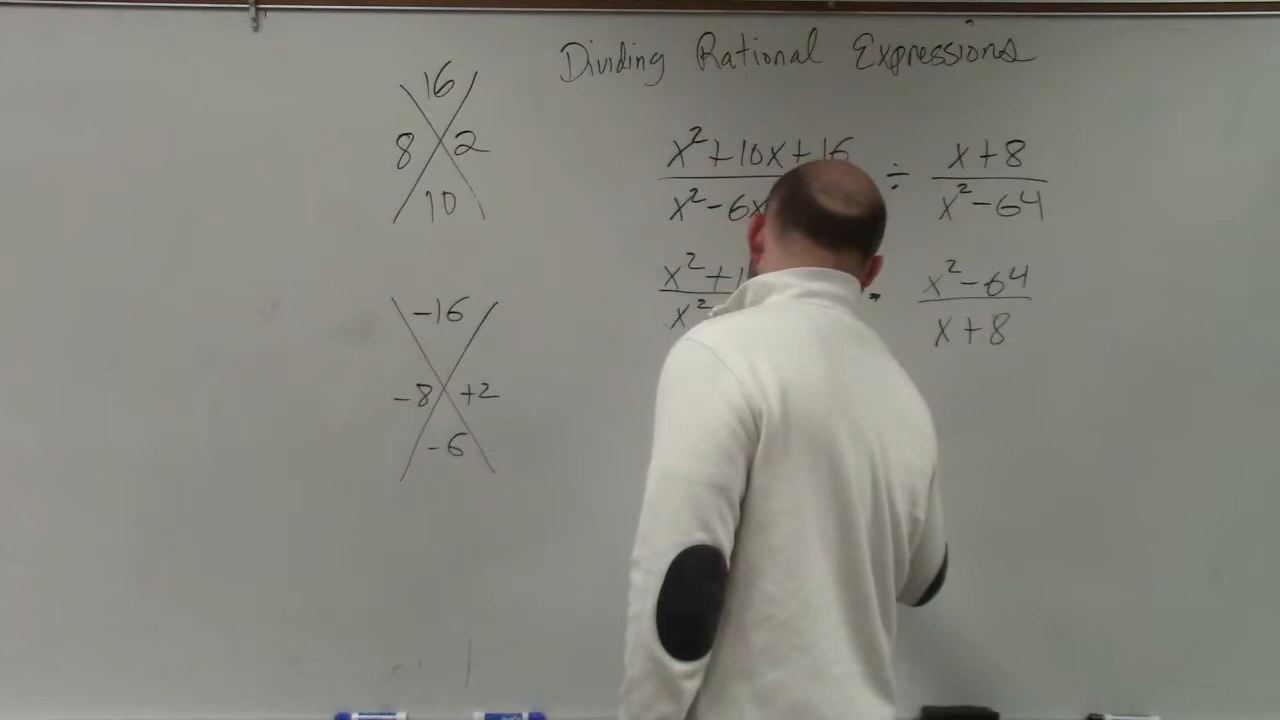 Dividing Rational Expressions
16
8 2
10
x²+10x+16 ÷ x+8
x²-6x x²-64
x²+1 · x²-64
x² x+8
-16
-8 +2
-6